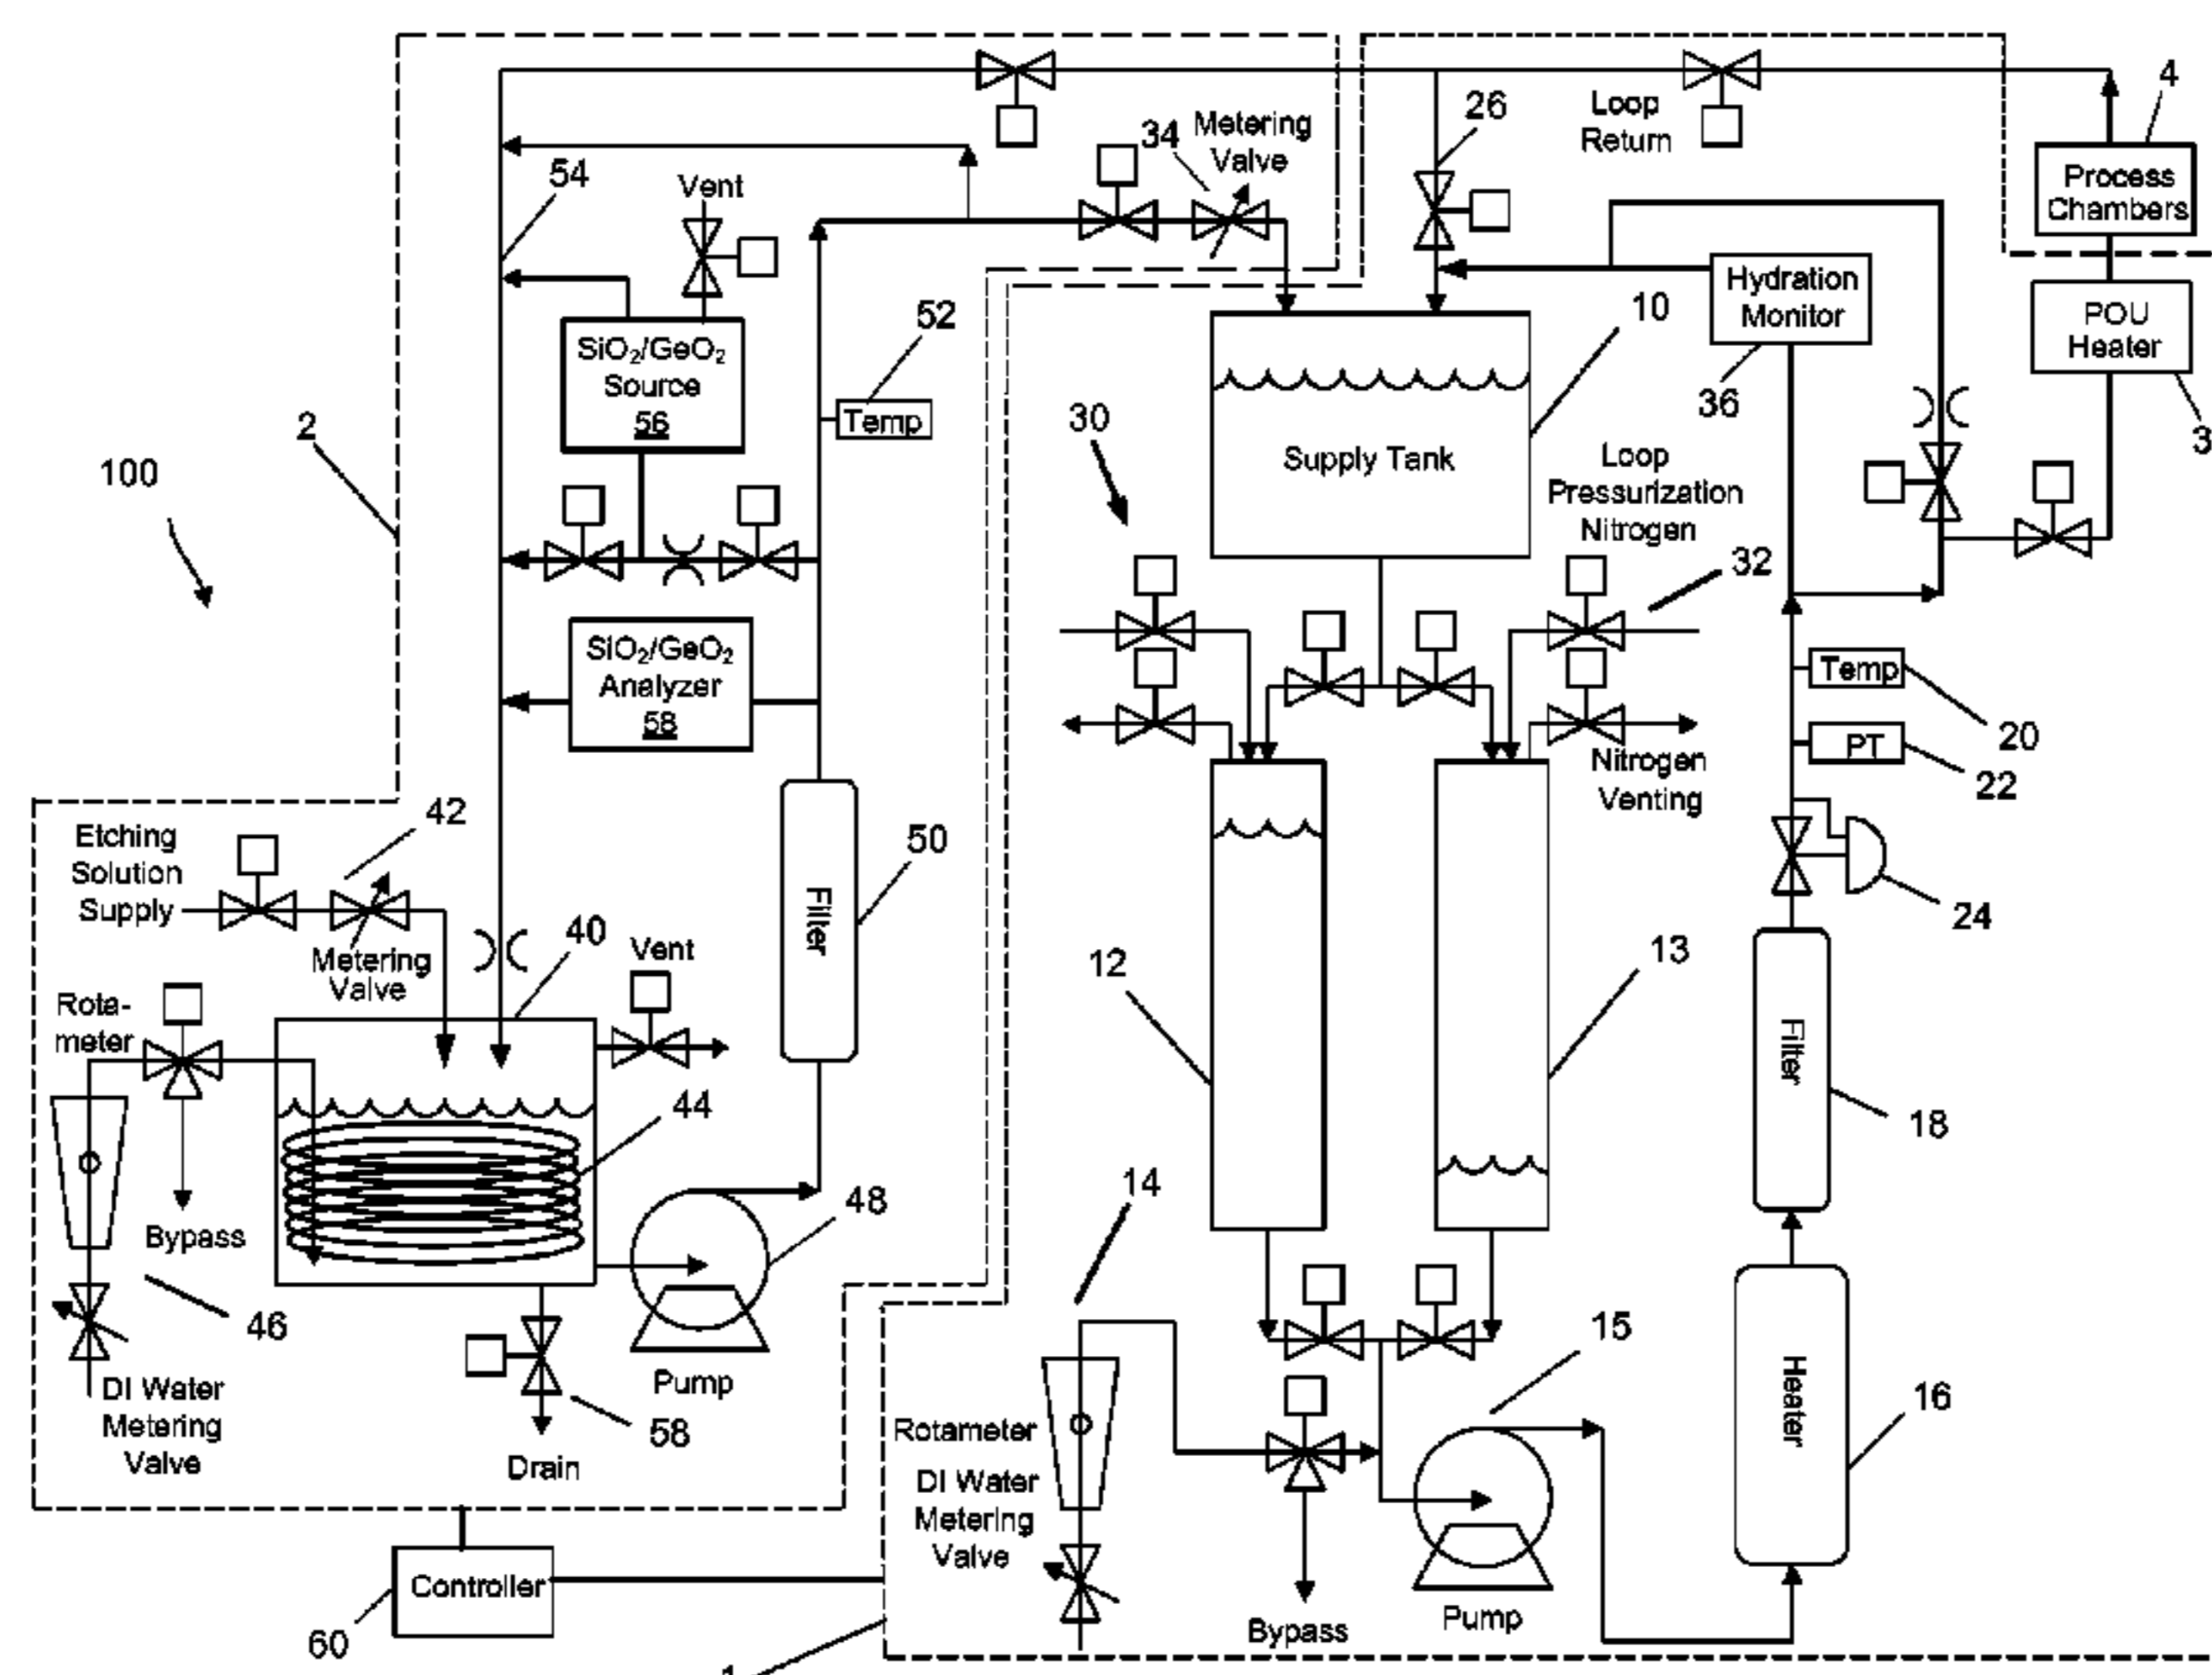 4
26
Loop
Return
34
Metering
Valve
Process
Chambers
54
Vent
Hydration
Monitor
10
POU
Heater
SiO₂/GeO₂
Source
56
52
Temp
36
3
2
30
100
Supply Tank
Loop
Pressurization
Nitrogen
32
SiO₂/GeO₂
Analyzer
58
Temp
20
PT
22
Nitrogen
Venting
42
Etching
Solution
Supply
50
Filter
24
40
Vent
Metering
Valve
12
13
Rota-
meter
Filter
44
18
14
48
Bypass
46
15
DI Water
Metering
Valve
Pump
58
Heater
16
Rotameter
Drain
DI Water
Metering
Valve
Controller
Pump
Bypass
60
1